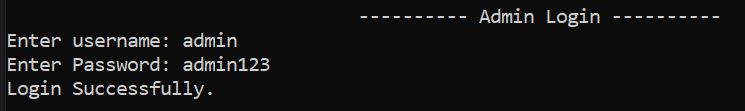 ---------- Admin Login ----------
Enter username: admin
Enter Password: admin123
Login Successfully.